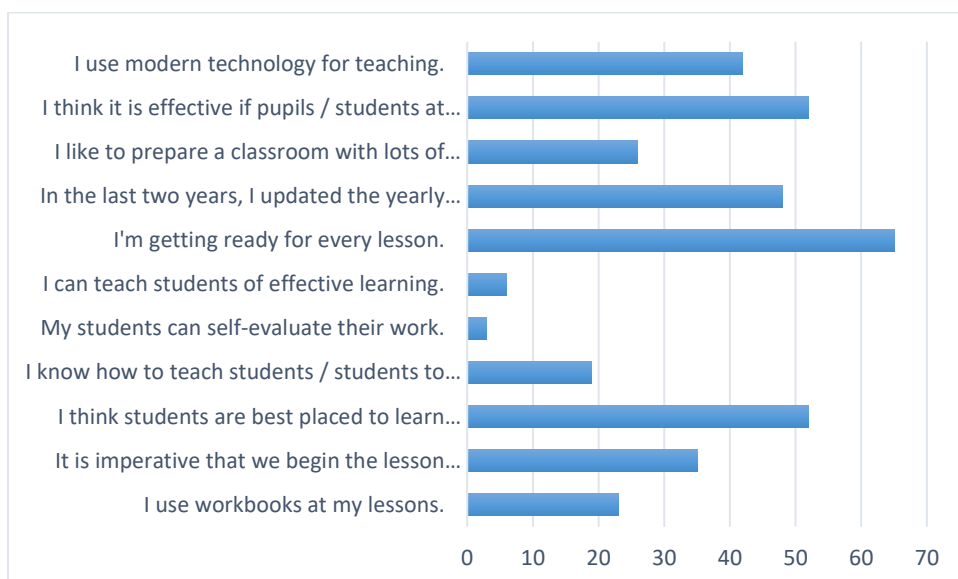 I use modern technology for teaching.
I think it is effective if pupils / students at...
I like to prepare a classroom with lots of...
In the last two years, I updated the yearly...
I'm getting ready for every lesson.
I can teach students of effective learning.
My students can self-evaluate their work.
I know how to teach students / students to...
I think students are best placed to learn...
It is imperative that we begin the lesson...
I use workbooks at my lessons.
0 10 20 30 40 50 60 70